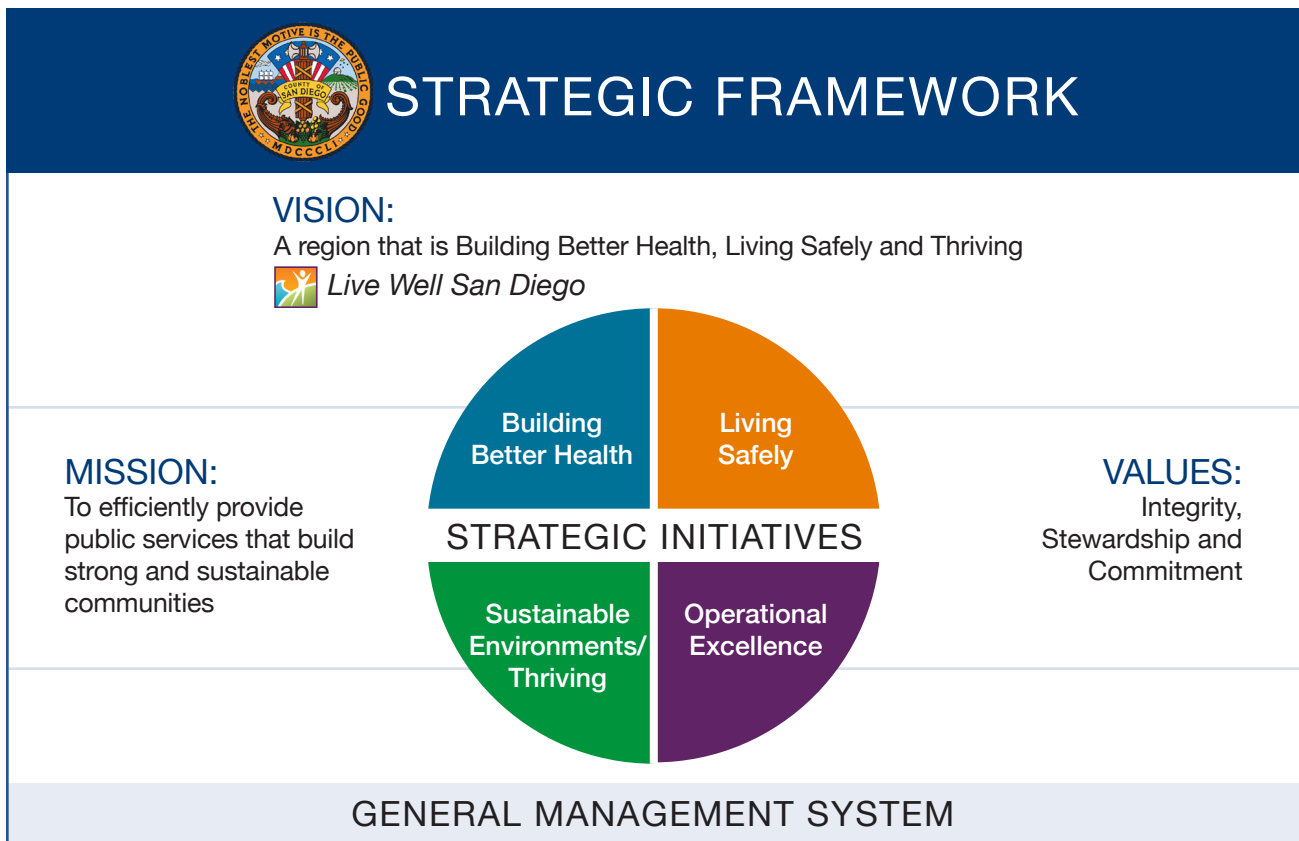 THE NOBLEST MOTIVE IS THE PUBLIC GOOD
COUNTY OF
SAN DIEGO
MDCCCLI
STRATEGIC FRAMEWORK
VISION:
A region that is Building Better Health, Living Safely and Thriving
Live Well San Diego
Building
Better Health
Living
Safely
MISSION:
To efficiently provide
public services that build
strong and sustainable
communities
STRATEGIC INITIATIVES
VALUES:
Integrity,
Stewardship and
Commitment
Sustainable
Environments/
Thriving
Operational
Excellence
GENERAL MANAGEMENT SYSTEM